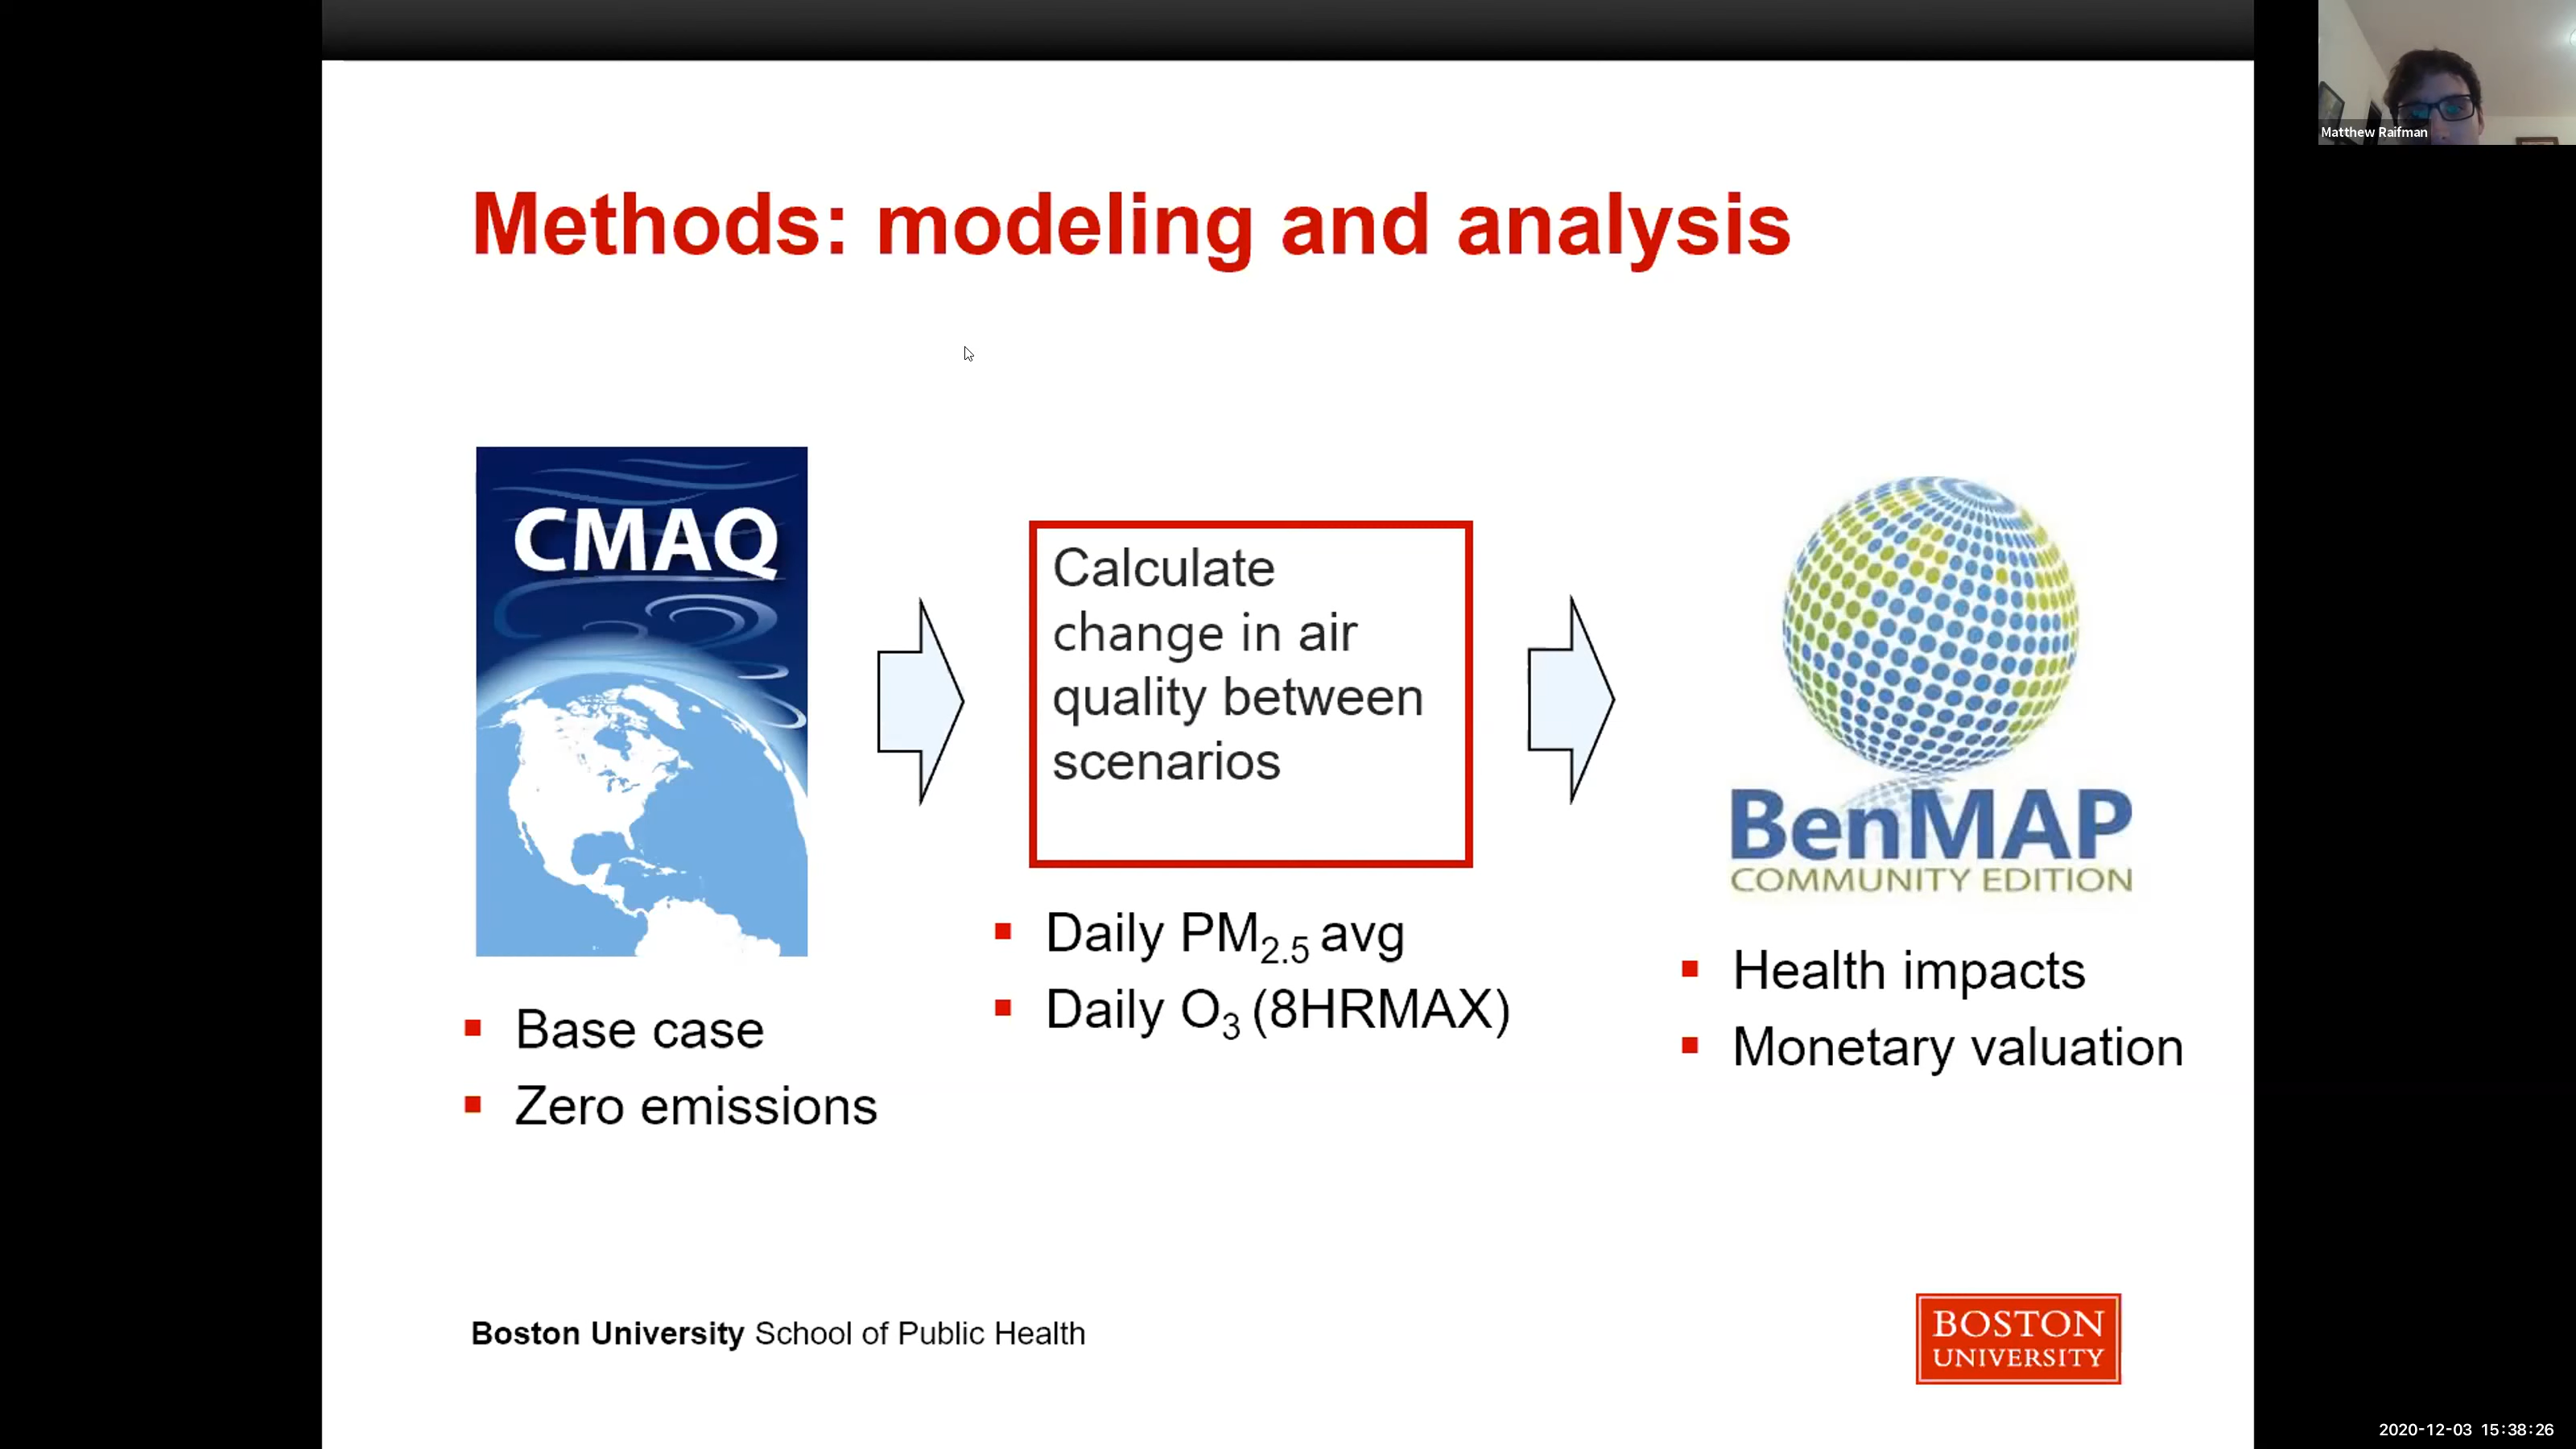 Matthew Raifman
Methods: modeling and analysis
CMAQ
Base case
Zero emissions
Calculate
change in air
quality between
scenarios
Daily PM2.5 avg
Daily O3 (8HRMAX)
BenMAP
COMMUNITY EDITION
Health impacts
Monetary valuation
Boston University School of Public Health
BOSTON
UNIVERSITY
2020-12-03 15:38:26